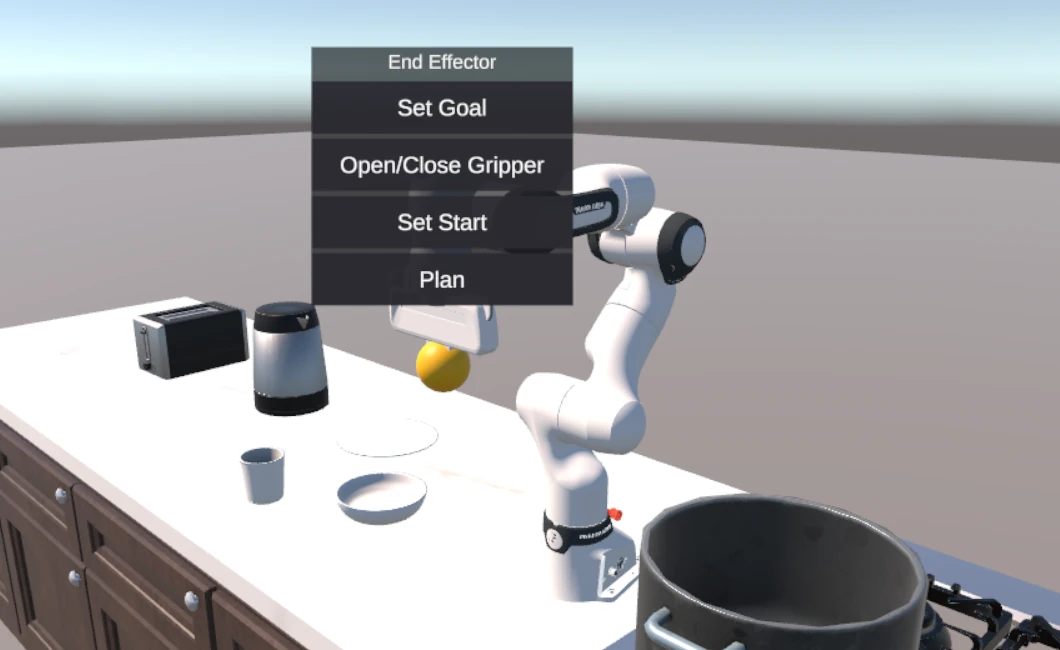 End Effector
Set Goal
Open/Close Gripper
Set Start
Plan